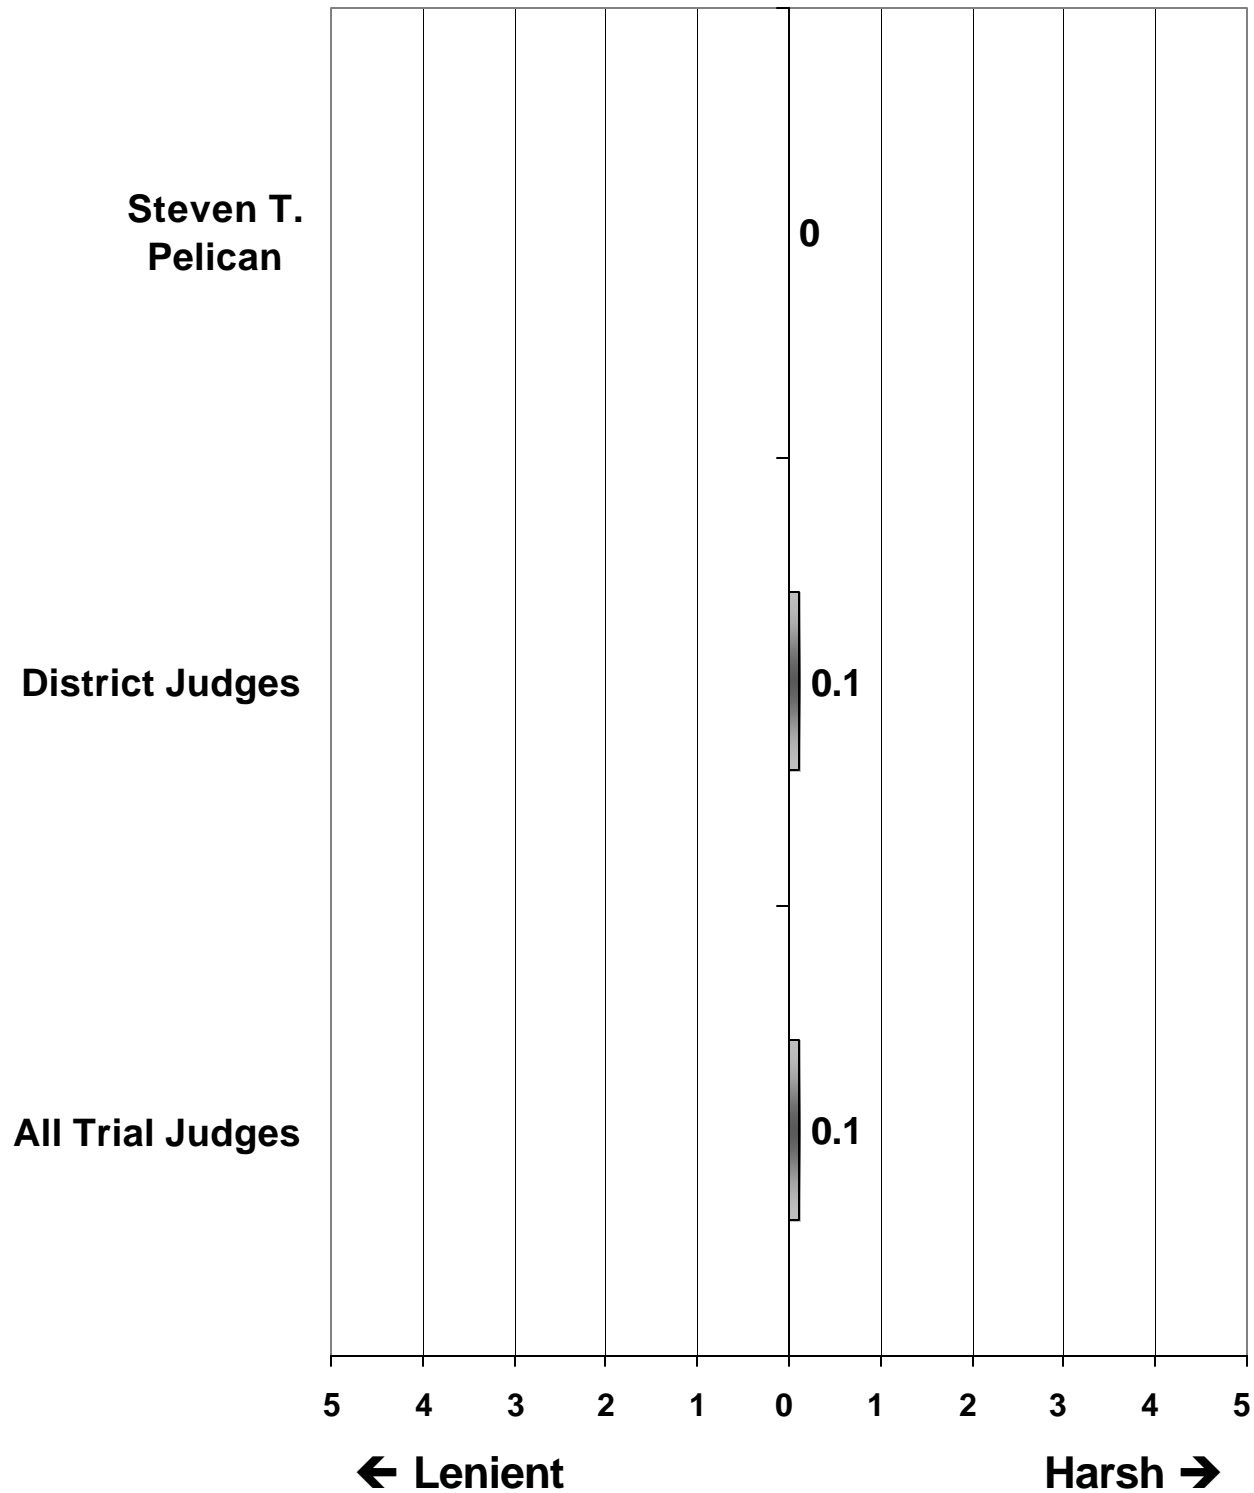 Steven T.
Pelican
0
District Judges
0.1
All Trial Judges
0.1
5 4 3 2 1 0 1 2 3 4 5
← Lenient Harsh →